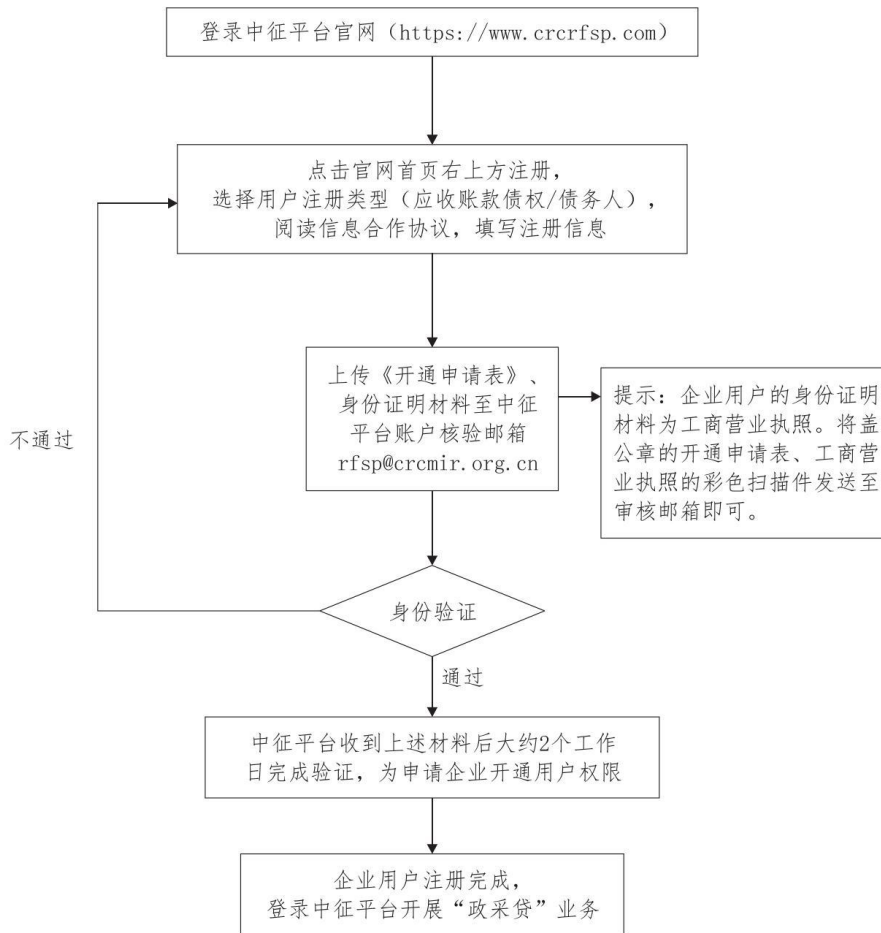 登录中征平台官网（https://www.crcrfsp.com）
点击官网首页右上方注册，
选择用户注册类型（应收账款债权/债务人），
阅读信息合作协议，填写注册信息
上传《开通申请表》、
身份证明材料至中征
平台账户核验邮箱
rfsp@crcmir.org.cn
提示：企业用户的身份证明
材料为工商营业执照。将盖
公章的开通申请表、工商营
业执照的彩色扫描件发送至
审核邮箱即可。
不通过
身份验证
通过
中征平台收到上述材料后大约2个工作
日完成验证，为申请企业开通用户权限
企业用户注册完成，
登录中征平台开展“政采贷”业务